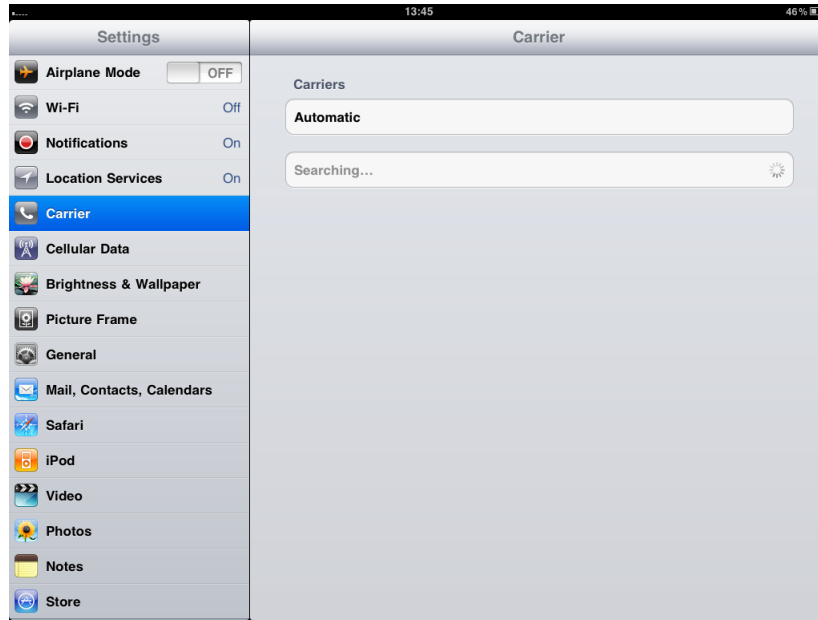 13:45
46%
Settings
Carrier
Airplane Mode OFF
Wi-Fi Off
Notifications On
Location Services On
Carrier
Cellular Data
Brightness & Wallpaper
Picture Frame
General
Mail, Contacts, Calendars
Safari
iPod
Video
Photos
Notes
Store
Carriers
Automatic
Searching...